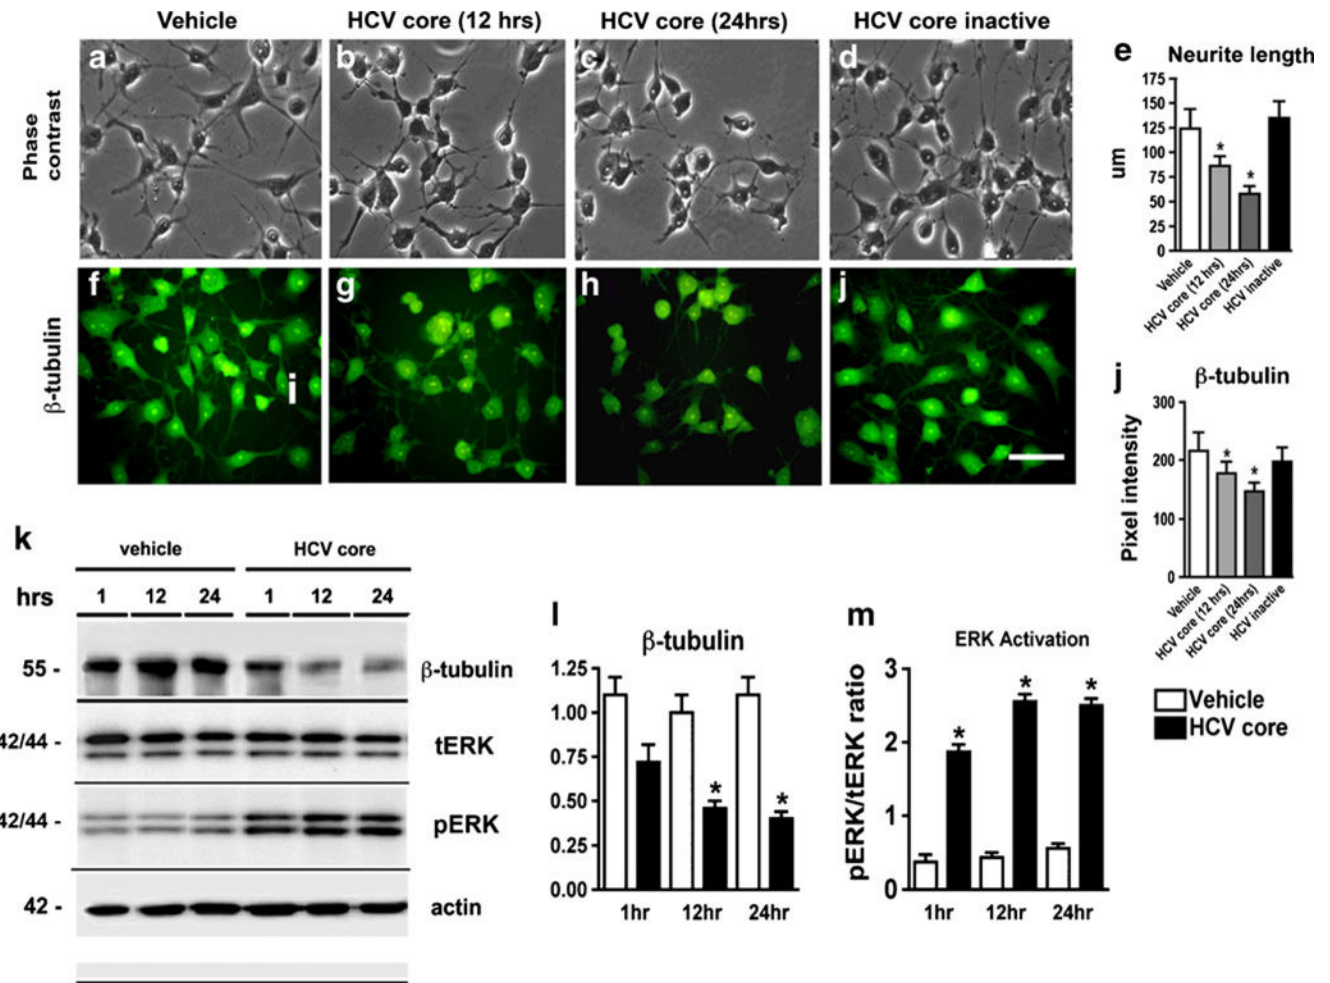 Vehicle HCV core (12 hrs) HCV core (24hrs) HCV core inactive
Phase contrast
a b c d
e Neurite length
um
175
150
125
100
75
50
25
0
* *
Vehicle
HCV core (12 hrs)
HCV core (24hrs)
HCV inactive
β-tubulin
f i g h j
j β-tubulin
Pixel intensity
300
200
100
0
* *
Vehicle
HCV core (12 hrs)
HCV core (24hrs)
HCV inactive
k
vehicle HCV core
hrs 1 12 24 1 12 24
55 - β-tubulin
42/44 - tERK
42/44 - pERK
42 - actin
l β-tubulin
1.25
1.00
0.75
0.50
0.25
0.00
* *
1hr 12hr 24hr
m ERK Activation
pERK/tERK ratio
3
2
1
0
* * *
1hr 12hr 24hr
Vehicle
HCV core